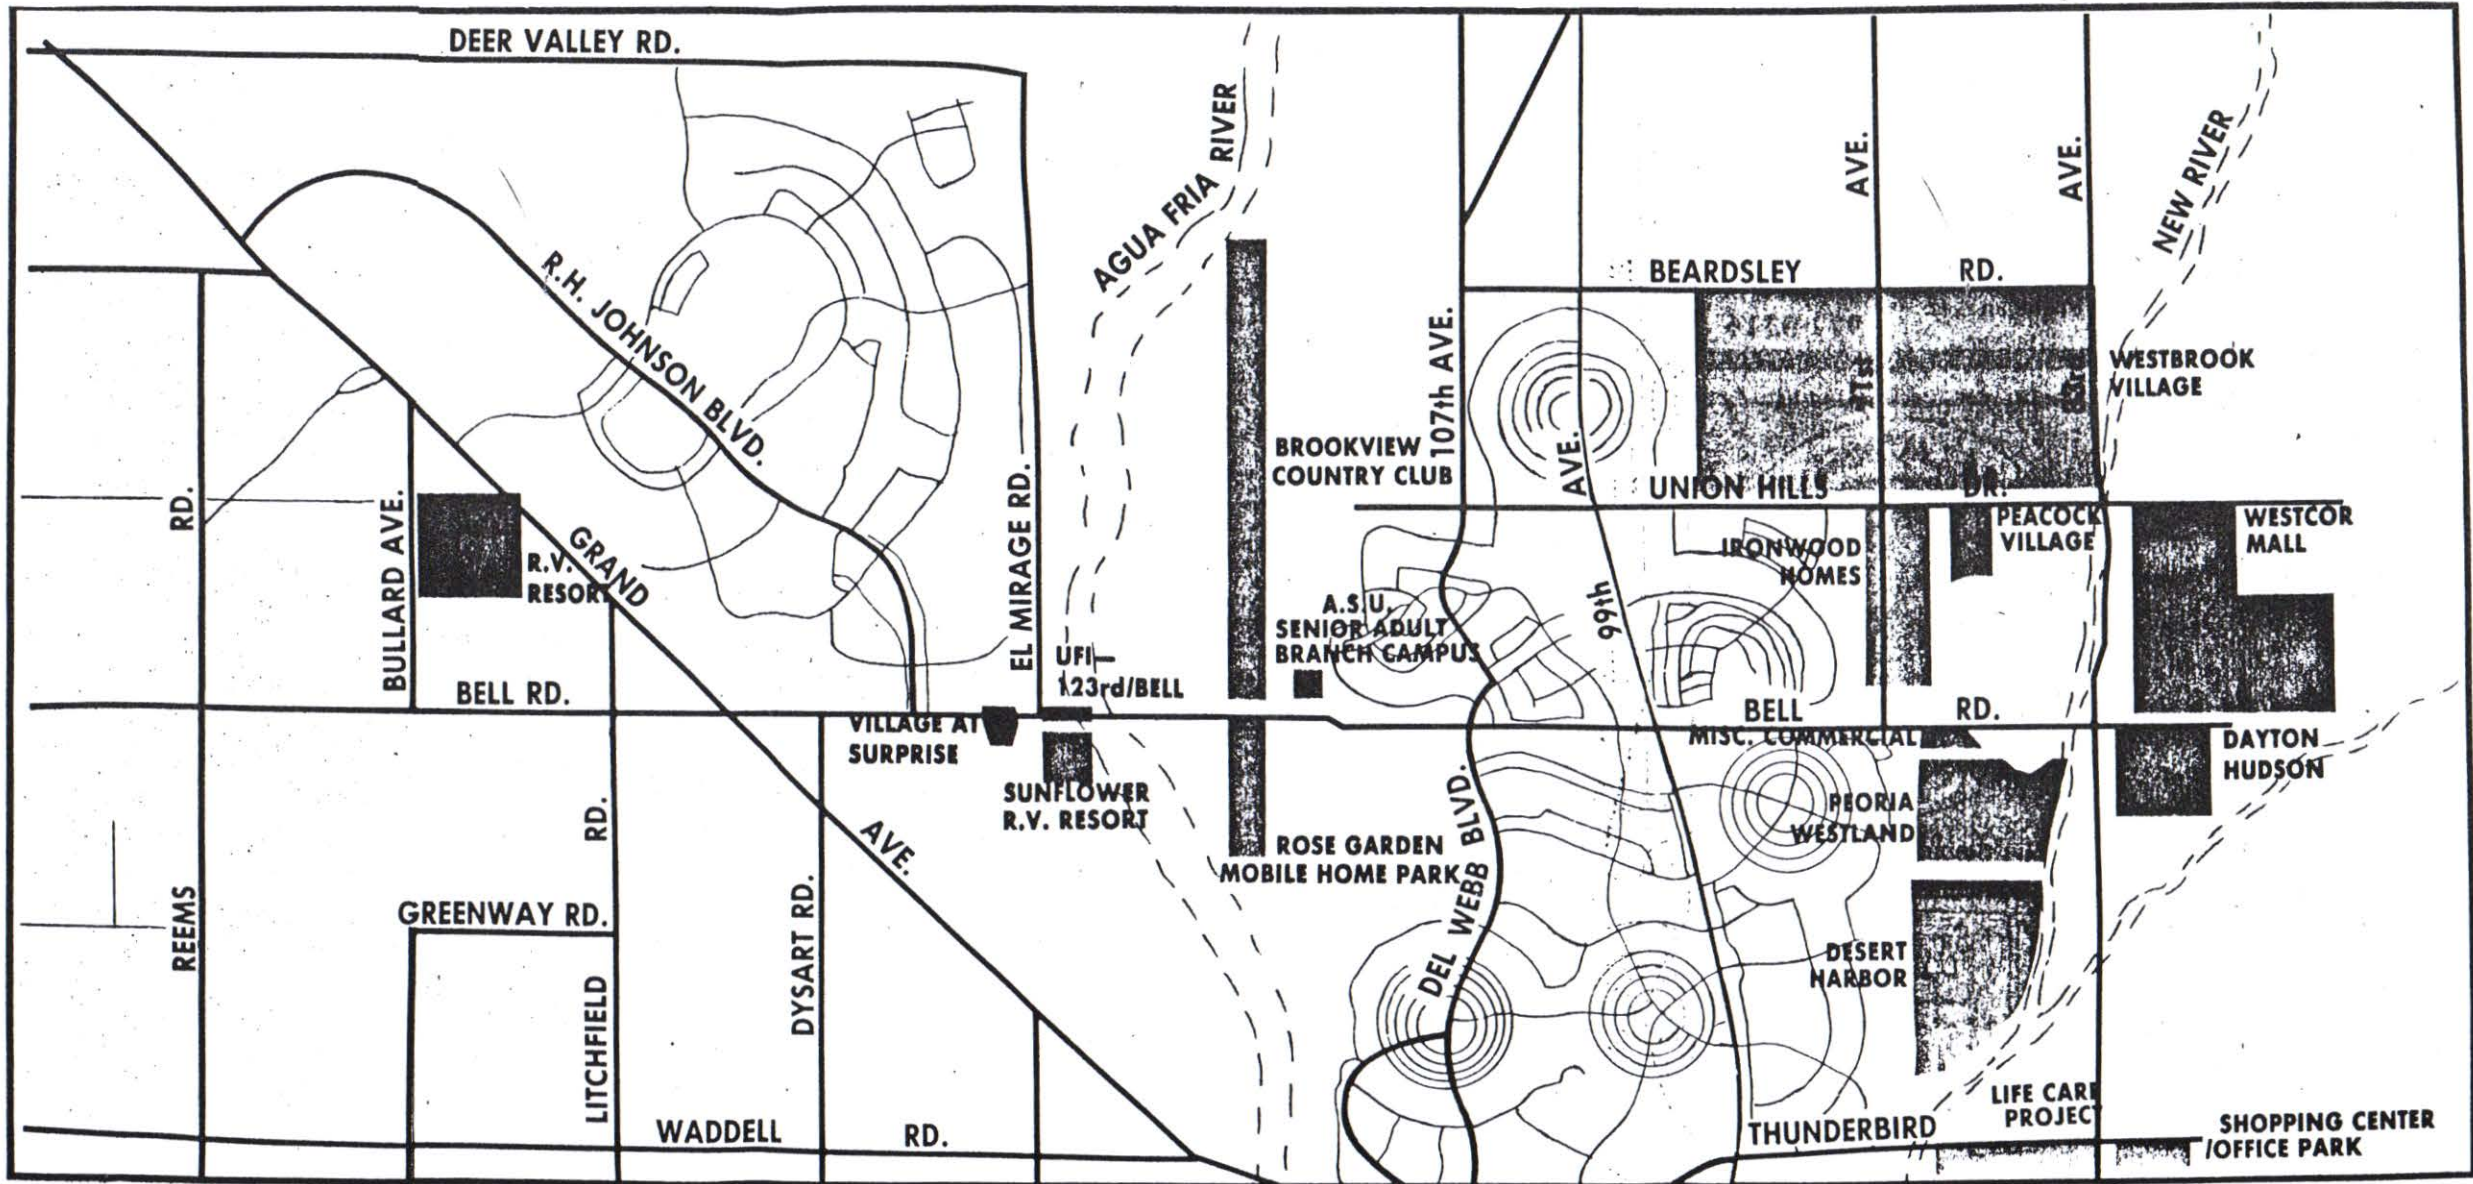 DEER VALLEY RD.
AGUA FRIA RIVER
NEW RIVER
AVE.
AVE.
BEARDSLEY RD.
R.H. JOHNSON BLVD.
107th AVE.
91st
83rd
WESTBROOK
VILLAGE
BROOKVIEW
COUNTRY CLUB
AVE.
UNION HILLS DR.
RD.
BULLARD AVE.
EL MIRAGE RD.
GRAND
R.V.
RESORT
PEACOCK
VILLAGE
WESTCOR
MALL
IRONWOOD
HOMES
99th
A.S.U.
SENIOR ADULT
BRANCH CAMPUS
UFI—
123rd/BELL
BELL RD.
BELL RD.
VILLAGE AT
SURPRISE
MISC. COMMERCIAL
DAYTON
HUDSON
SUNFLOWER
R.V. RESORT
PEORIA
WESTLAND
RD.
AVE.
ROSE GARDEN
MOBILE HOME PARK
DEL WEBB BLVD.
REEMS
GREENWAY RD.
DYSART RD.
LITCHFIELD
DESERT
HARBOR
LIFE CARE
PROJECT
WADDELL RD.
THUNDERBIRD
SHOPPING CENTER
/OFFICE PARK